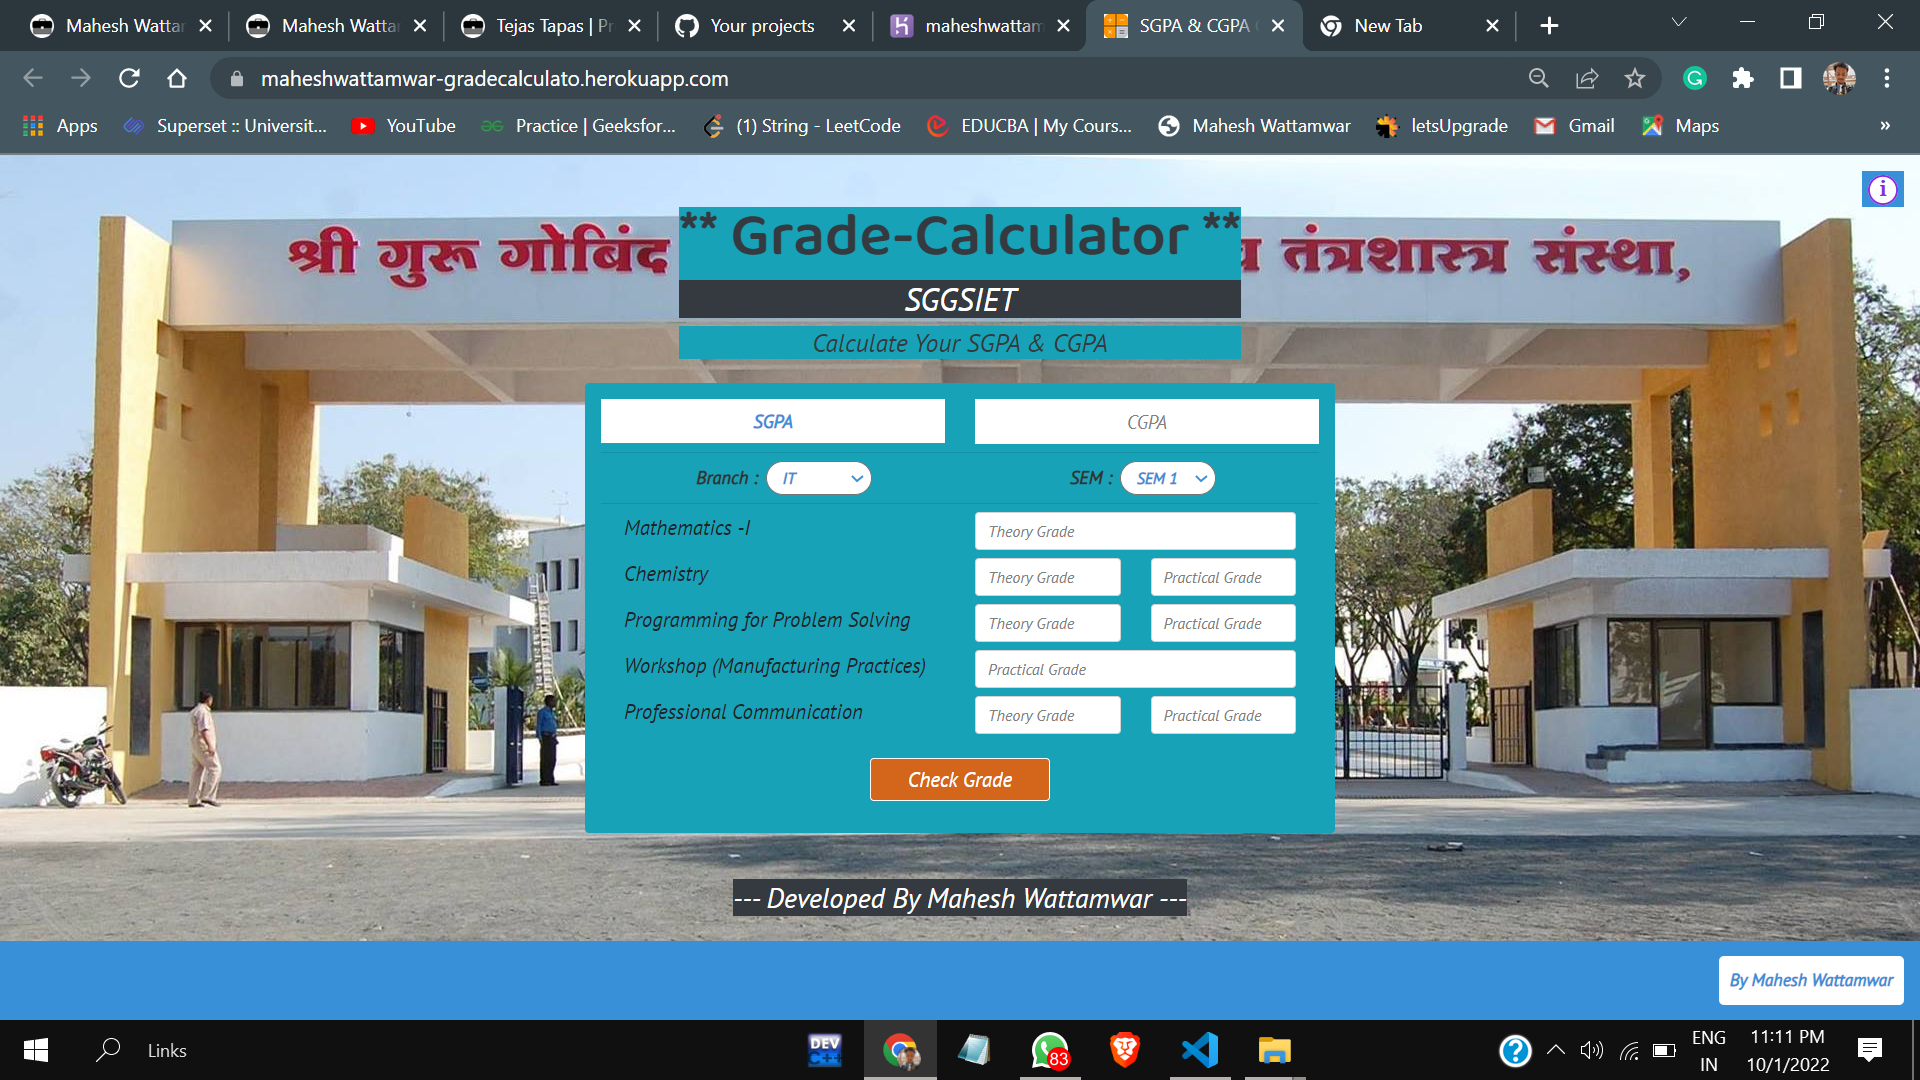 Mahesh Wattar
Mahesh Wattar
Tejas Tapas | Pr
Your projects
maheshwattam
SGPA & CGPA
New Tab
maheshwattamwar-gradecalculato.herokuapp.com
Apps
Superset :: Universit...
YouTube
Practice | Geeksfor...
(1) String - LeetCode
EDUCBA | My Cours...
Mahesh Wattamwar
letsUpgrade
Gmail
Maps
»
श्री गुरू गोबिंद
तंत्रशास्त्र संस्था,
** Grade-Calculator **
SGGSIET
Calculate Your SGPA & CGPA
SGPA
CGPA
Branch : IT
SEM : SEM 1
Mathematics -I
Theory Grade
Chemistry
Theory Grade
Practical Grade
Programming for Problem Solving
Theory Grade
Practical Grade
Workshop (Manufacturing Practices)
Practical Grade
Professional Communication
Theory Grade
Practical Grade
Check Grade
--- Developed By Mahesh Wattamwar ---
By Mahesh Wattamwar
Links
DEV
C++
83
ENG
IN
11:11 PM
10/1/2022